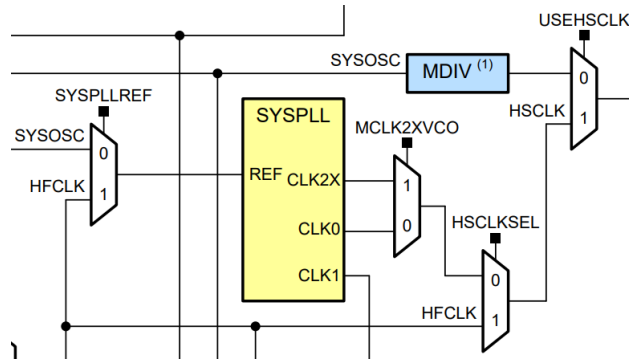 USEHSCLK
SYSOSC
MDIV (1)
0
SYSPLLREF
SYSPLL
HSCLK
1
MCLK2XVCO
SYSOSC
0
REF
CLK2X
1
HFCLK
1
CLK0
0
HSCLKSEL
CLK1
0
HFCLK
1